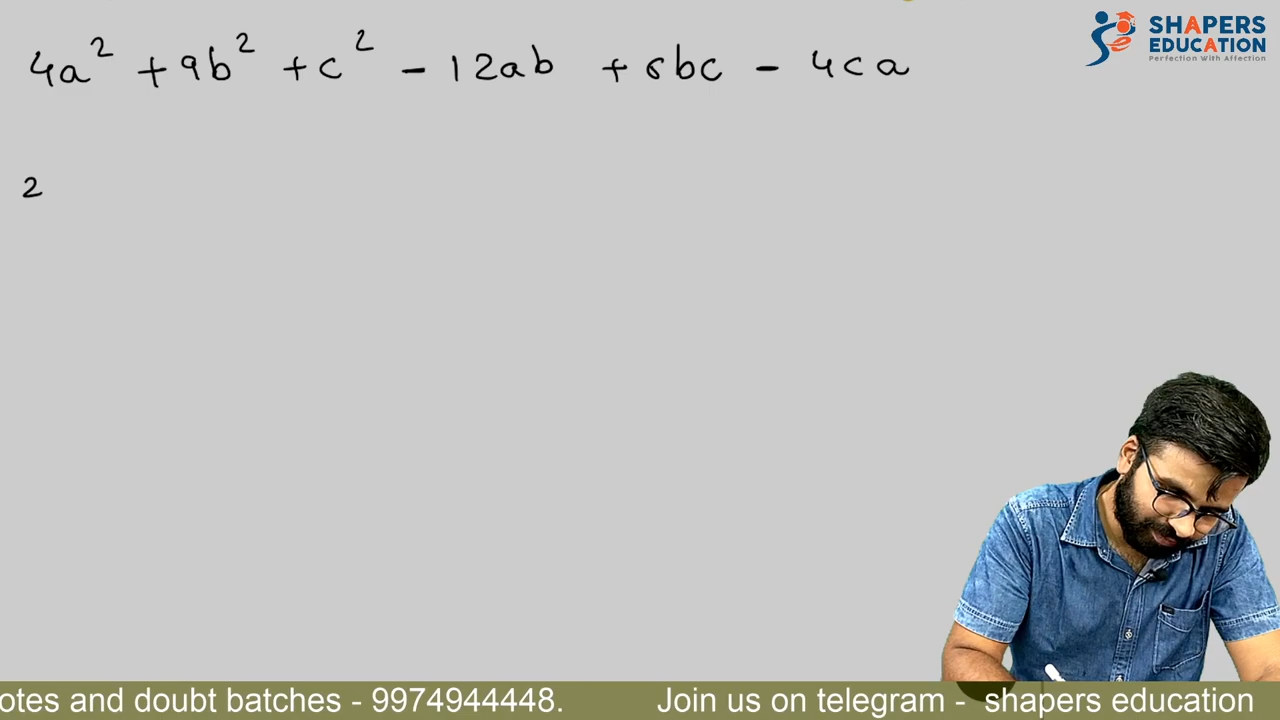 4a² + 9b² + c² - 12ab + 6bc - 4ca
SHAPERS
EDUCATION
Perfection With Affection
2
otes and doubt batches - 9974944448. Join us on telegram - shapers education